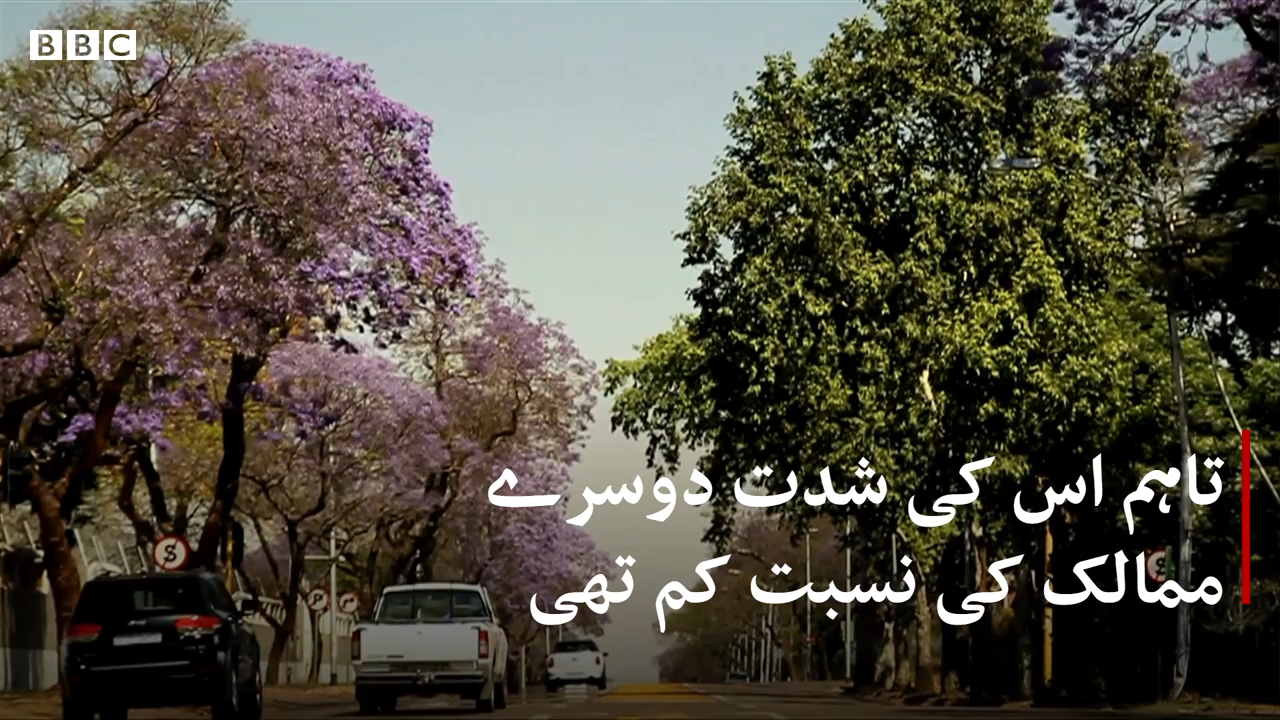 BBC
تاہم اس کی شدت دوسرے
ممالک کی نسبت کم تھی
S
P